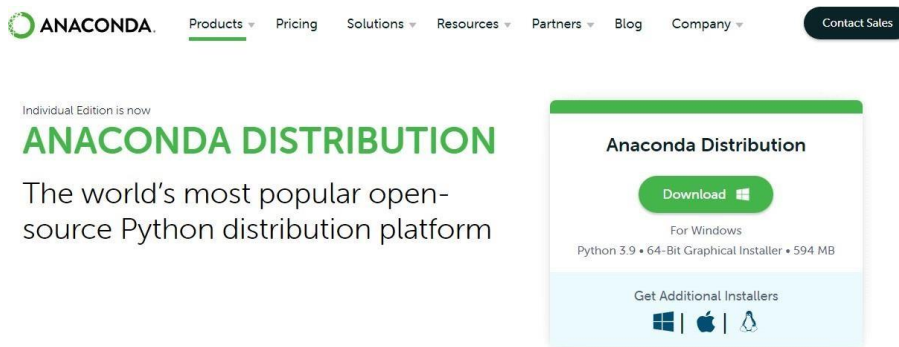 ANACONDA.
Products
Pricing
Solutions
Resources
Partners
Blog
Company
Contact Sales
Individual Edition is now
ANACONDA DISTRIBUTION
The world's most popular open-
source Python distribution platform
Anaconda Distribution
Download
For Windows
Python 3.9 • 64-Bit Graphical Installer • 594 MB
Get Additional Installers